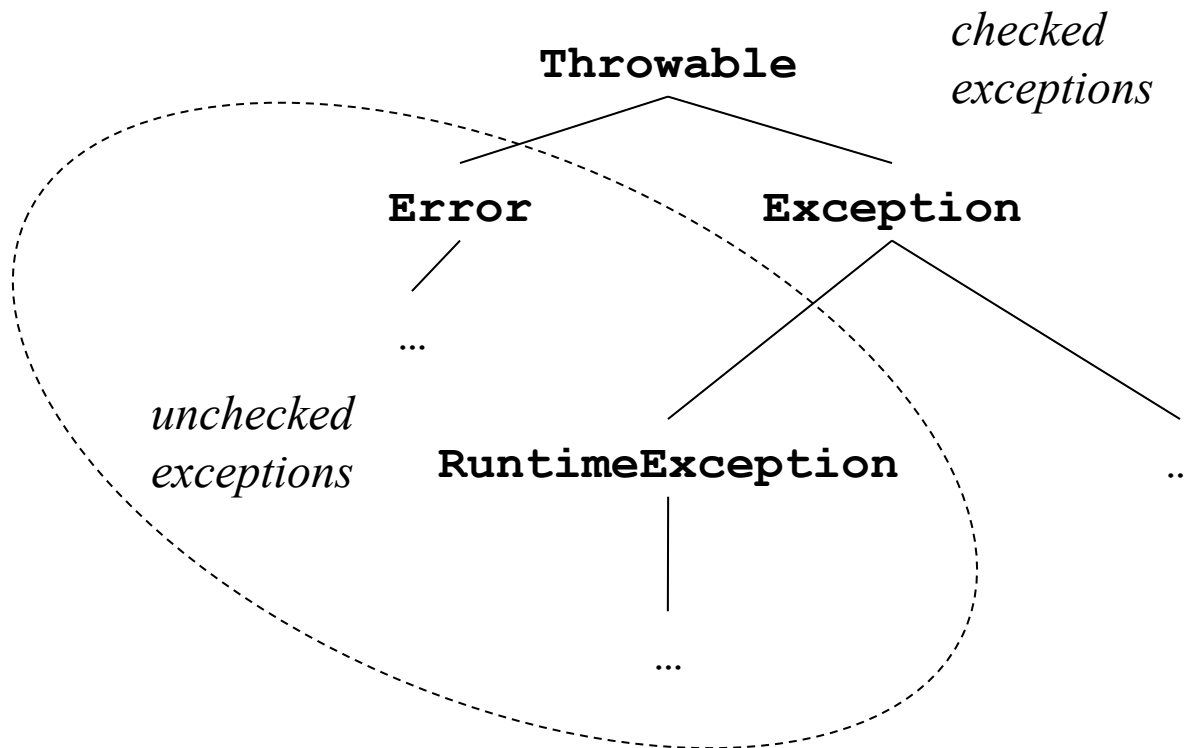 checked
exceptions
Throwable
Error
Exception
...
unchecked
exceptions
RuntimeException
..
...